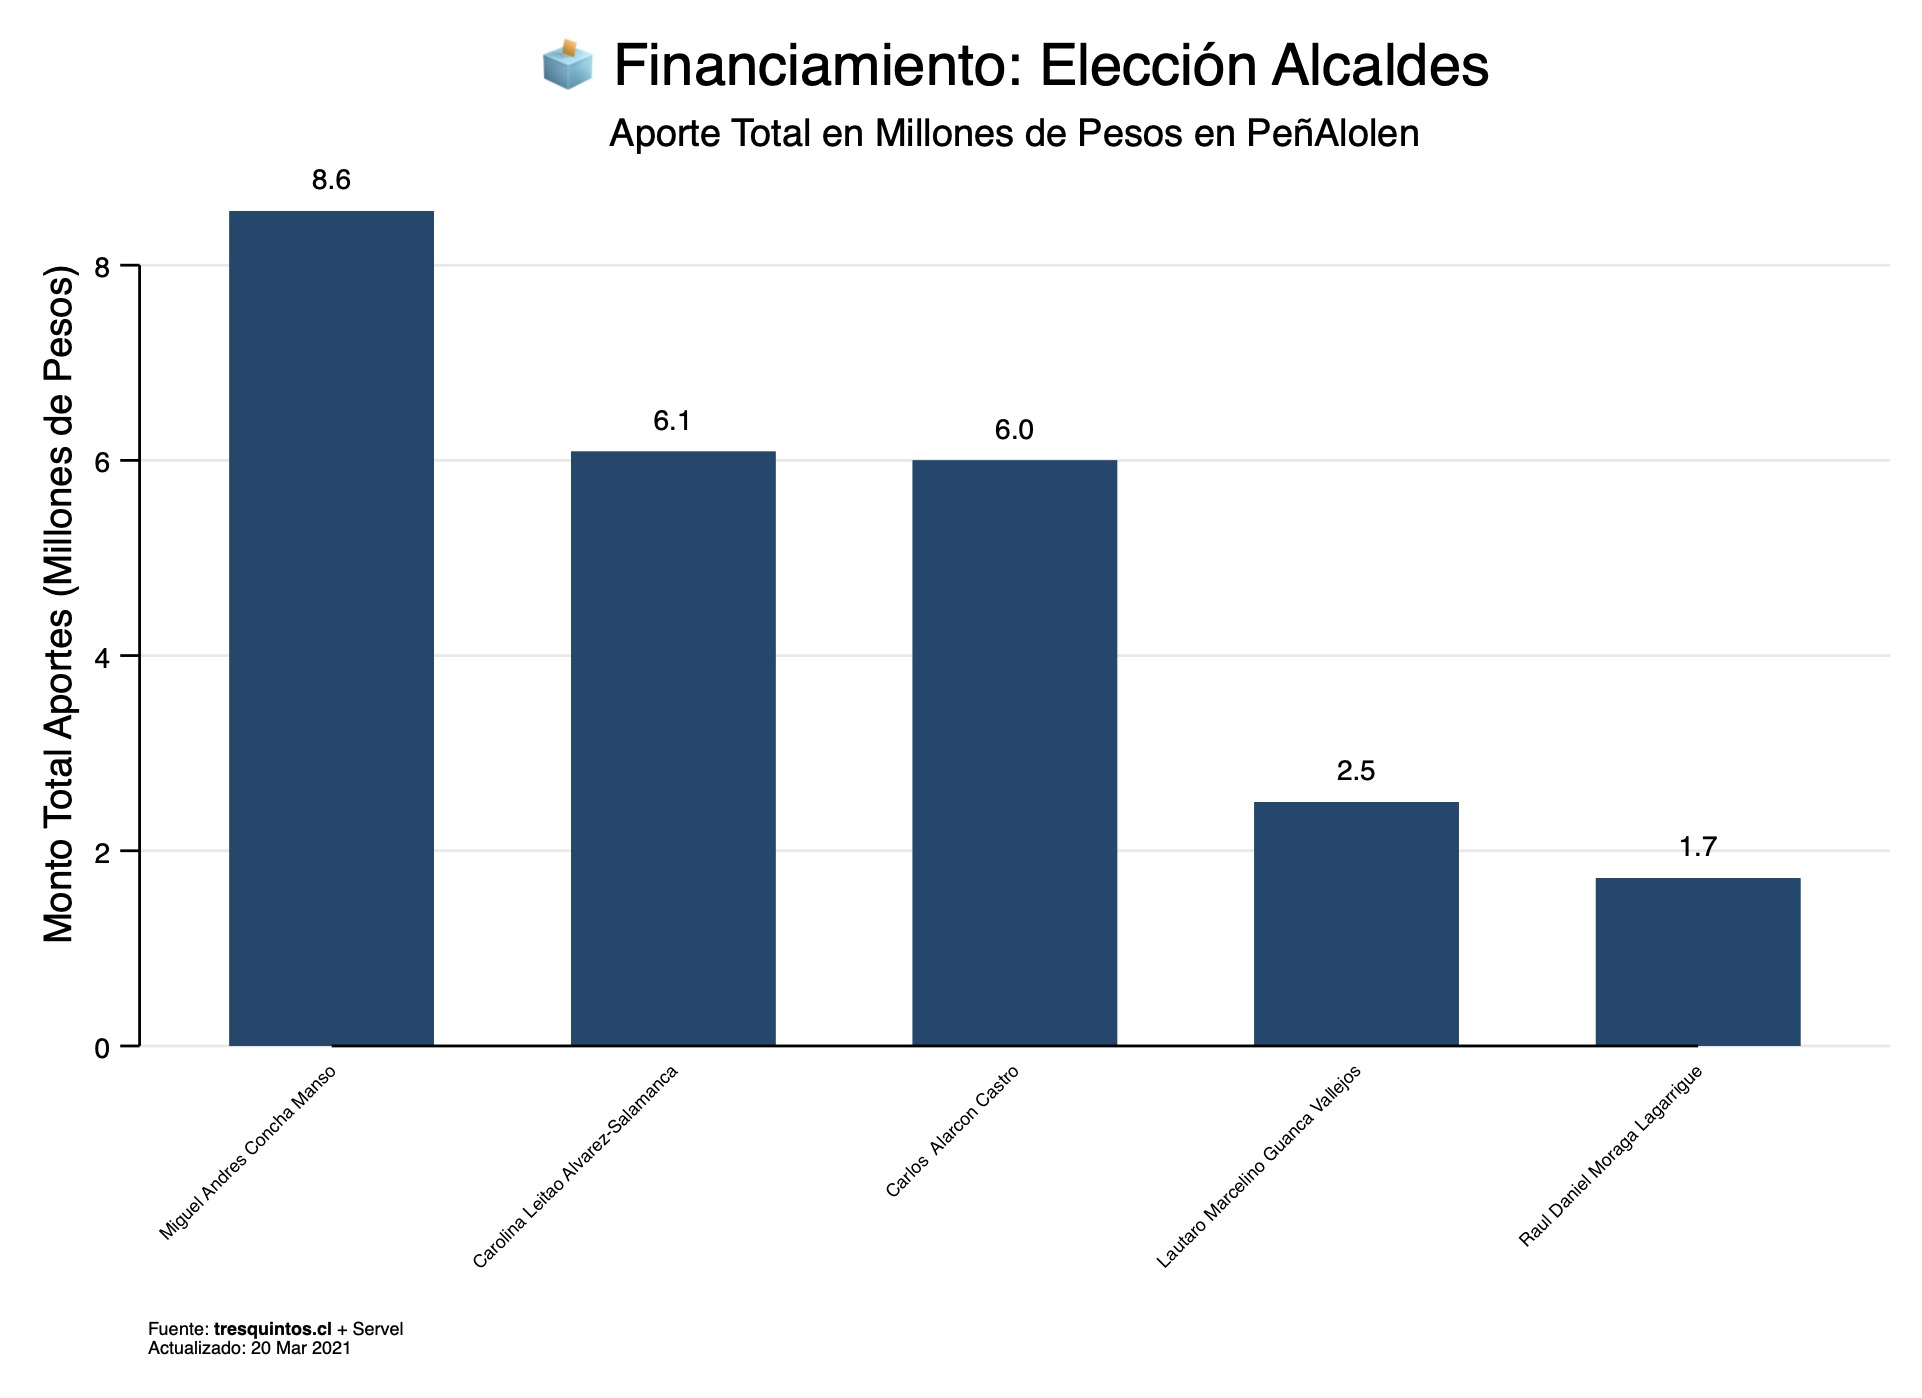 Financiamiento: Elección Alcaldes
Aporte Total en Millones de Pesos en PeñAlolen
Monto Total Aportes (Millones de Pesos)
8
6
4
2
0
8.6
6.1
6.0
2.5
1.7
Miguel Andres Concha Manso
Carolina Leitao Alvarez-Salamanca
Carlos  Alarcon Castro
Lautaro Marcelino Guanca Vallejos
Raul Daniel Moraga Lagarrigue
Fuente: tresquintos.cl + Servel
Actualizado: 20 Mar 2021